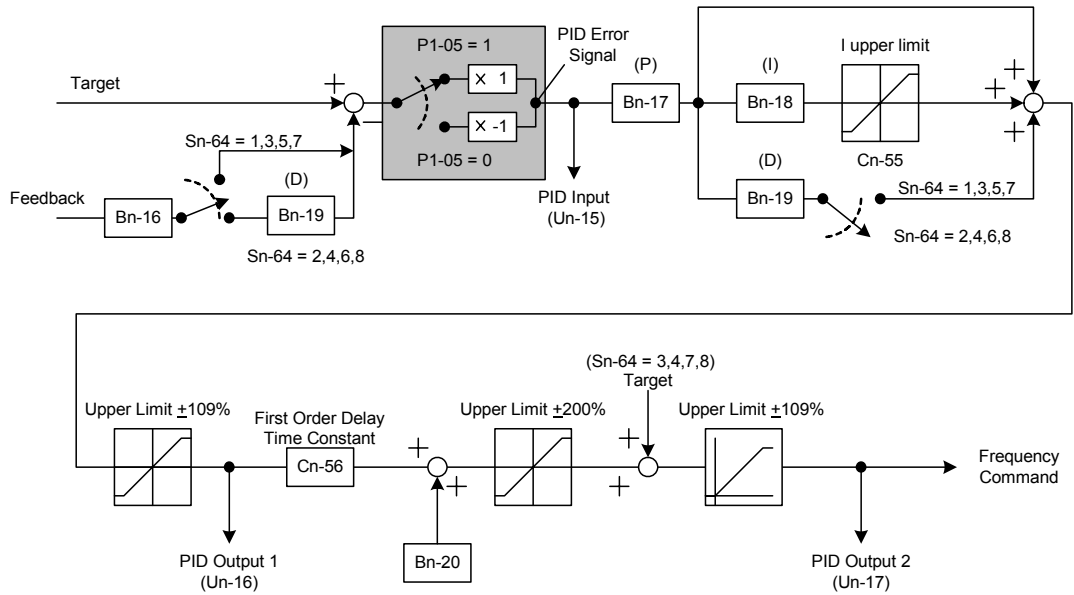 P1-05 = 1
× 1
× -1
P1-05 = 0
PID Error
Signal
Target
+
−
Sn-64 = 1,3,5,7
Feedback
Bn-16
(D)
Bn-19
Sn-64 = 2,4,6,8
PID Input
(Un-15)
(P)
Bn-17
(I)
Bn-18
I upper limit
Cn-55
(D)
Bn-19
Sn-64 = 1,3,5,7
Sn-64 = 2,4,6,8
+
+
+
Upper Limit ±109%
PID Output 1
(Un-16)
First Order Delay
Time Constant
Cn-56
+
+
Bn-20
Upper Limit ±200%
(Sn-64 = 3,4,7,8)
Target
+
+
Upper Limit ±109%
PID Output 2
(Un-17)
Frequency
Command